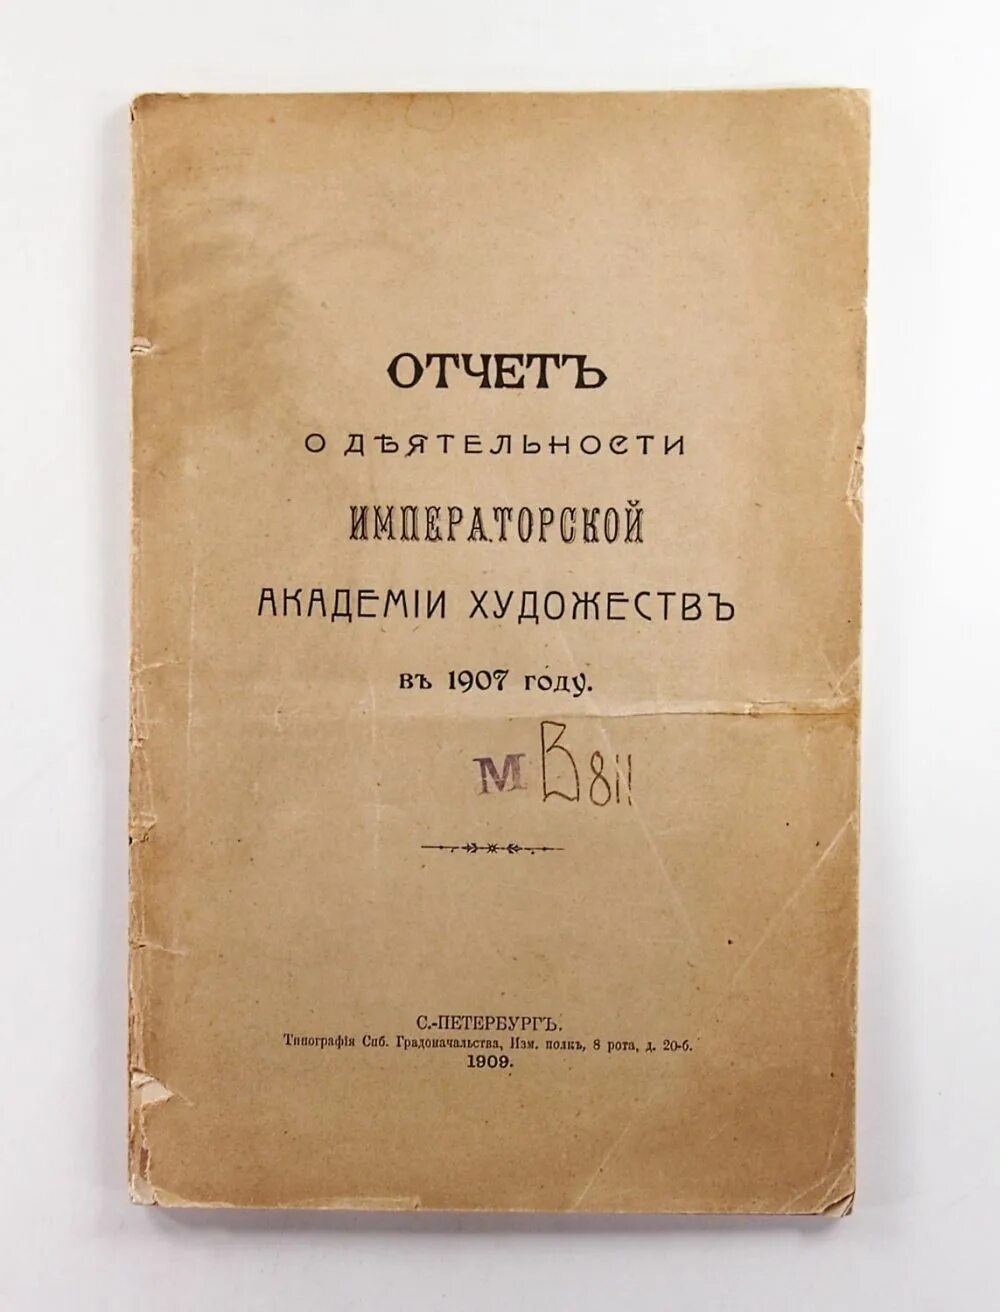 ОТЧЕТЪ
О ДѢЯТЕЛЬНОСТИ
ИМПЕРАТОРСКОЙ
АКАДЕМІИ ХУДОЖЕСТВЪ
въ 1907 году.
М В 811
С.-ПЕТЕРБУРГЪ.
Типографія Спб. Градоначальства, Изм. полкъ, 8 рота, д. 20-б.
1909.